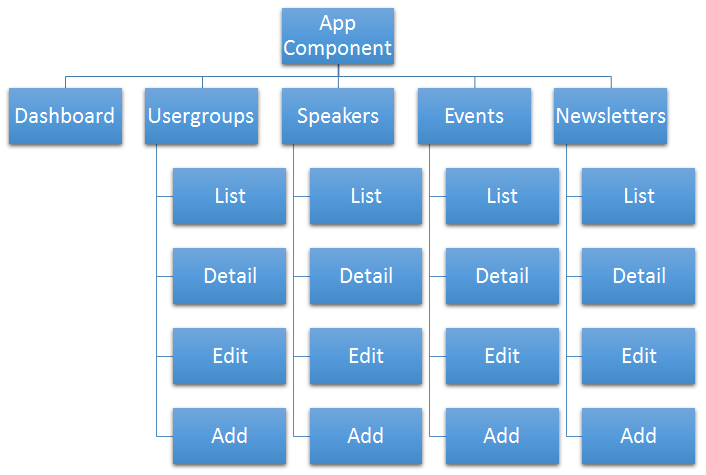 App
Component
Dashboard
Usergroups
Speakers
Events
Newsletters
List
List
List
List
Detail
Detail
Detail
Detail
Edit
Edit
Edit
Edit
Add
Add
Add
Add